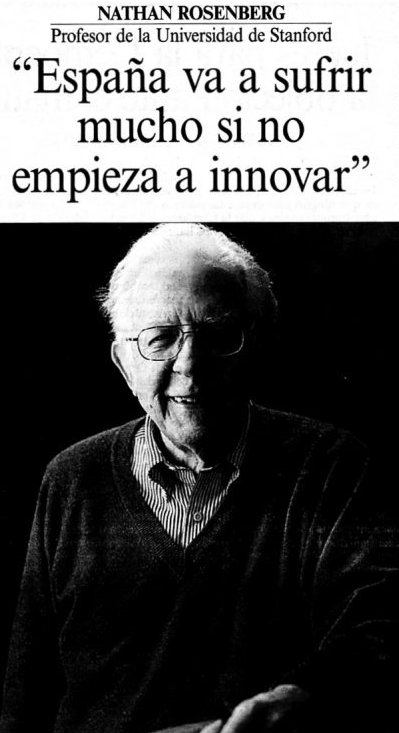 NATHAN ROSENBERG
Profesor de la Universidad de Stanford
“España va a sufrir
mucho si no
empieza a innovar”